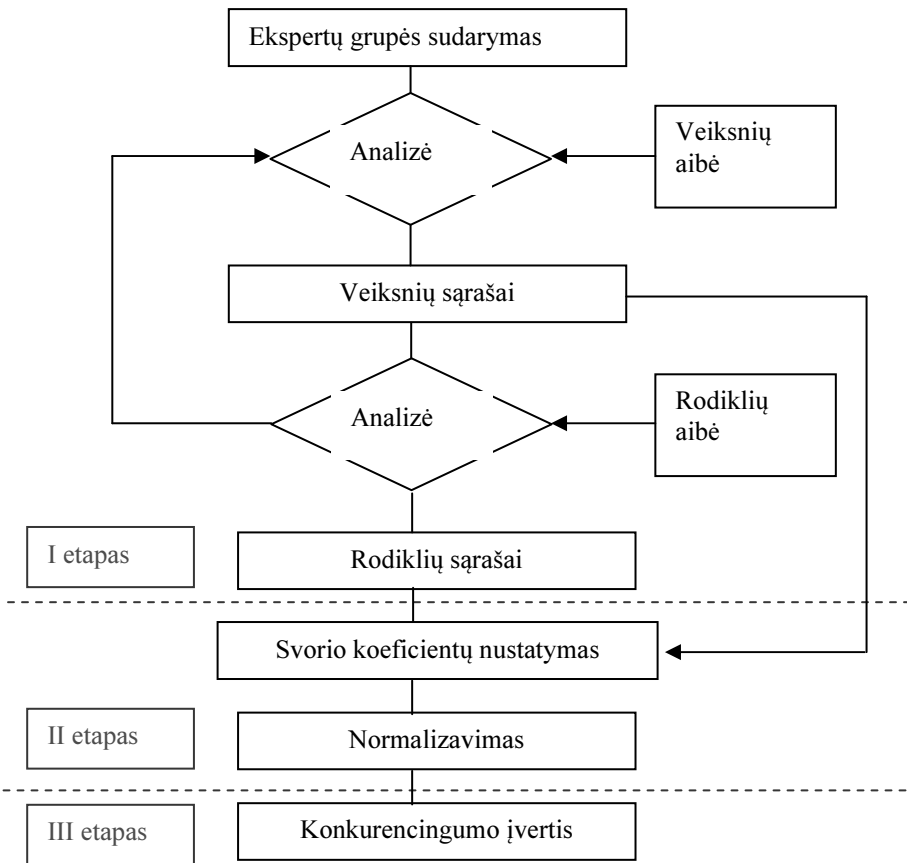 Ekspertų grupės sudarymas
Analizė
Veiksnių
aibė
Veiksnių sąrašai
Analizė
Rodiklių
aibė
I etapas
Rodiklių sąrašai
Svorio koeficientų nustatymas
II etapas
Normalizavimas
III etapas
Konkurencingumo įvertis